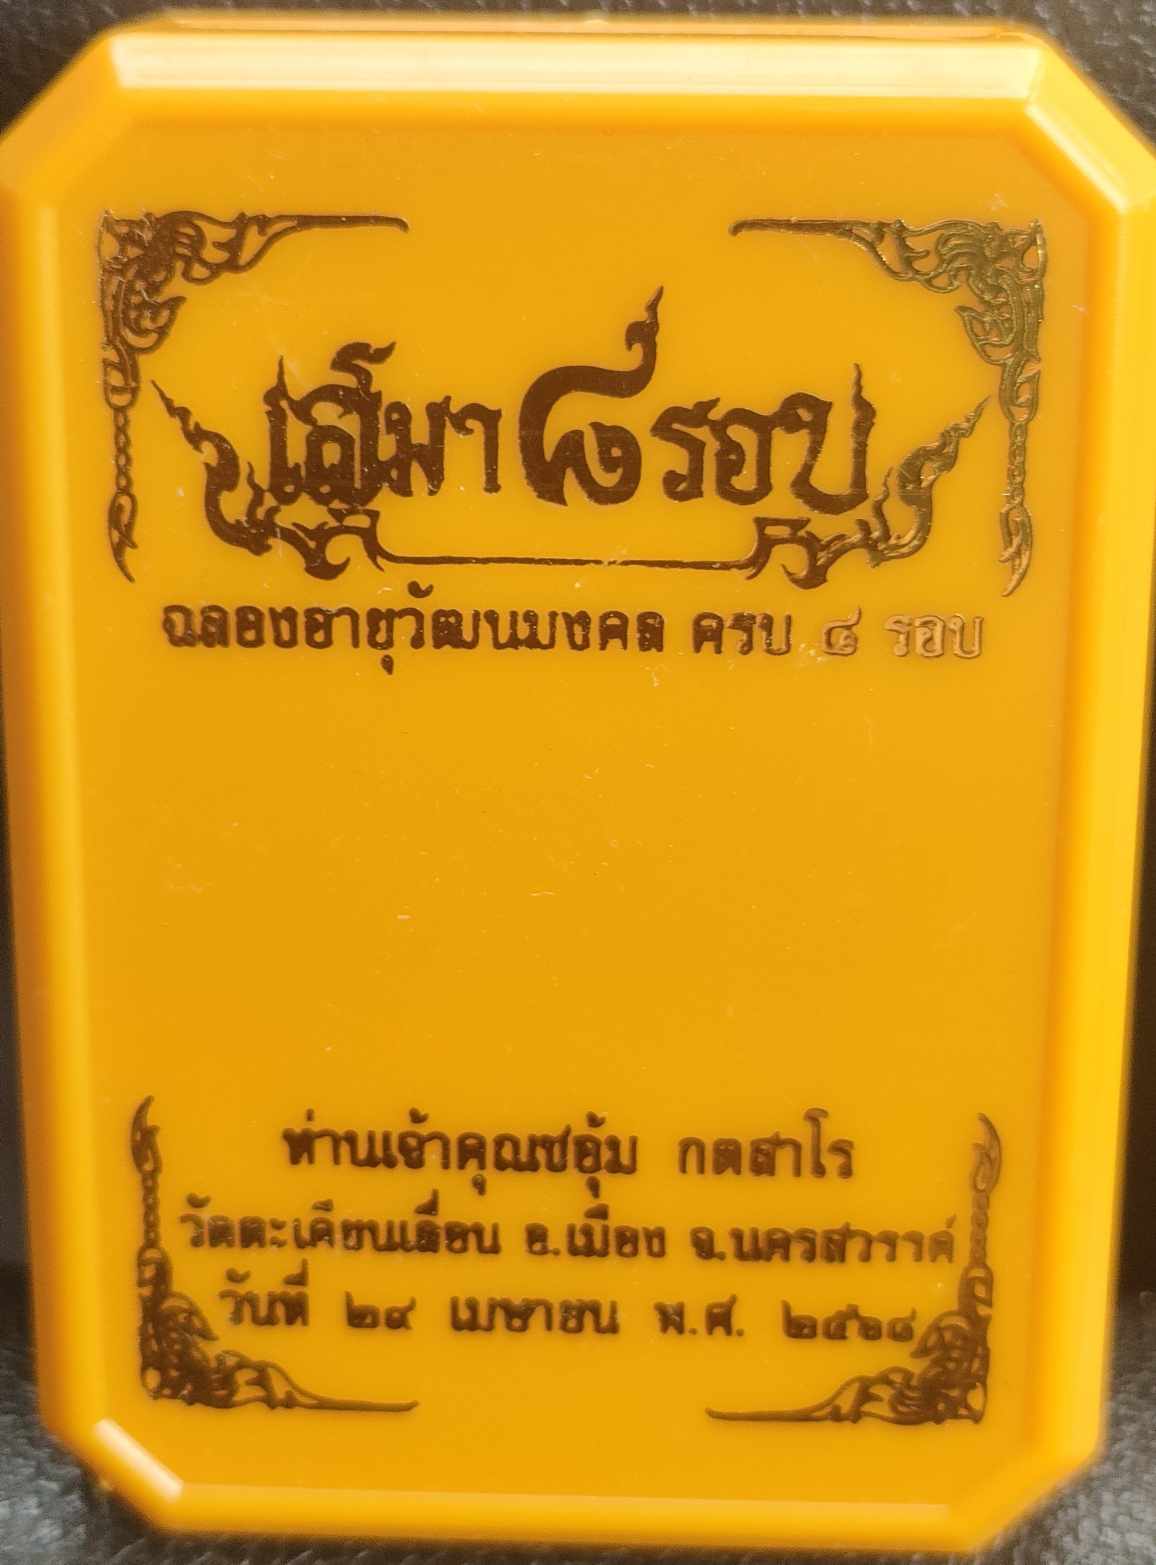 เสมา ๘ รอบ
ฉลองอายุวัฒนมงคล ครบ ๘ รอบ
ท่านเจ้าคุณชอุ้ม กตสาโร
วัดตะเคียนเลื่อน อ.เมือง จ.นครสวรรค์
วันที่ ๒๙ เมษายน พ.ศ. ๒๕๖๘